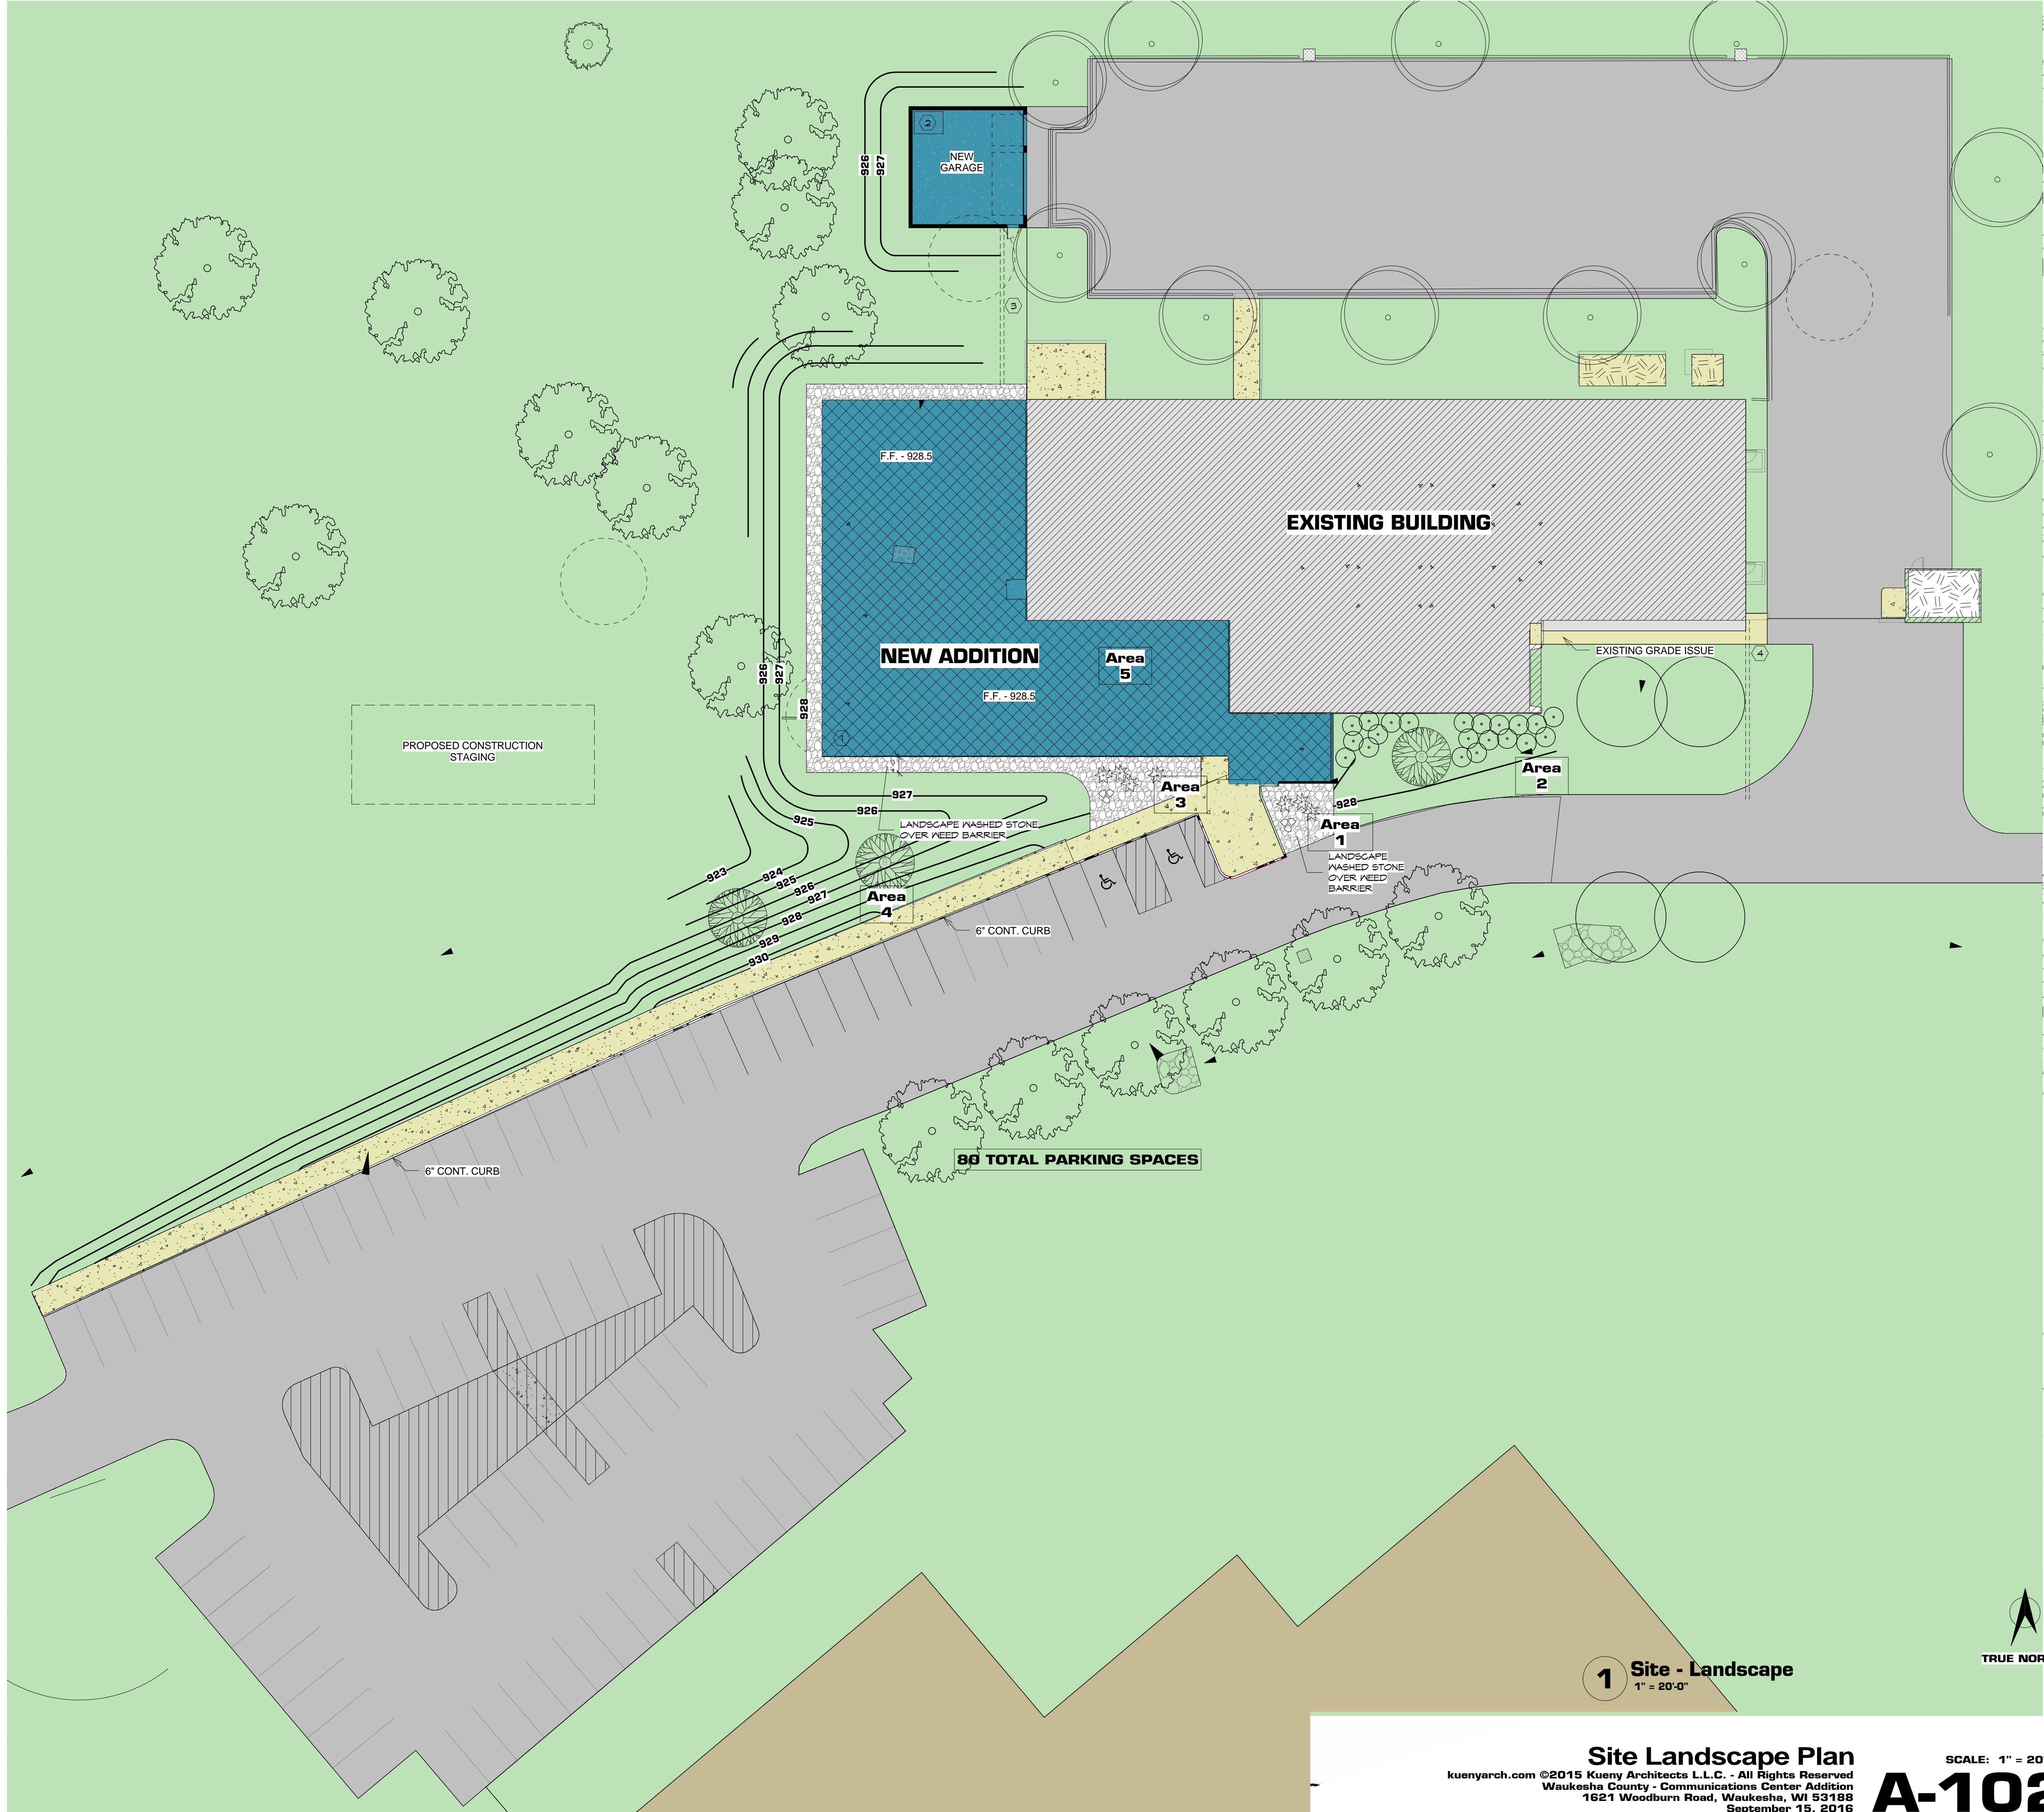 2
NEW
GARAGE
926
927
3
F.F. - 928.5
EXISTING BUILDING
NEW ADDITION
Area
5
F.F. - 928.5
EXISTING GRADE ISSUE
4
926
927
928
1
PROPOSED CONSTRUCTION
STAGING
927
926
925
LANDSCAPE WASHED STONE
OVER WEED BARRIER
Area
3
Area
2
928
Area
1
LANDSCAPE
WASHED STONE
OVER WEED
BARRIER
923
924
925
926
927
928
929
930
Area
4
6" CONT. CURB
6" CONT. CURB
80 TOTAL PARKING SPACES
TRUE NOR
1
Site - Landscape
1" = 20'-0"
Site Landscape Plan
kuenyarch.com ©2015 Kueny Architects L.L.C. - All Rights Reserved
Waukesha County - Communications Center Addition
1621 Woodburn Road, Waukesha, WI 53188
September 15, 2016
SCALE: 1" = 20
A-102